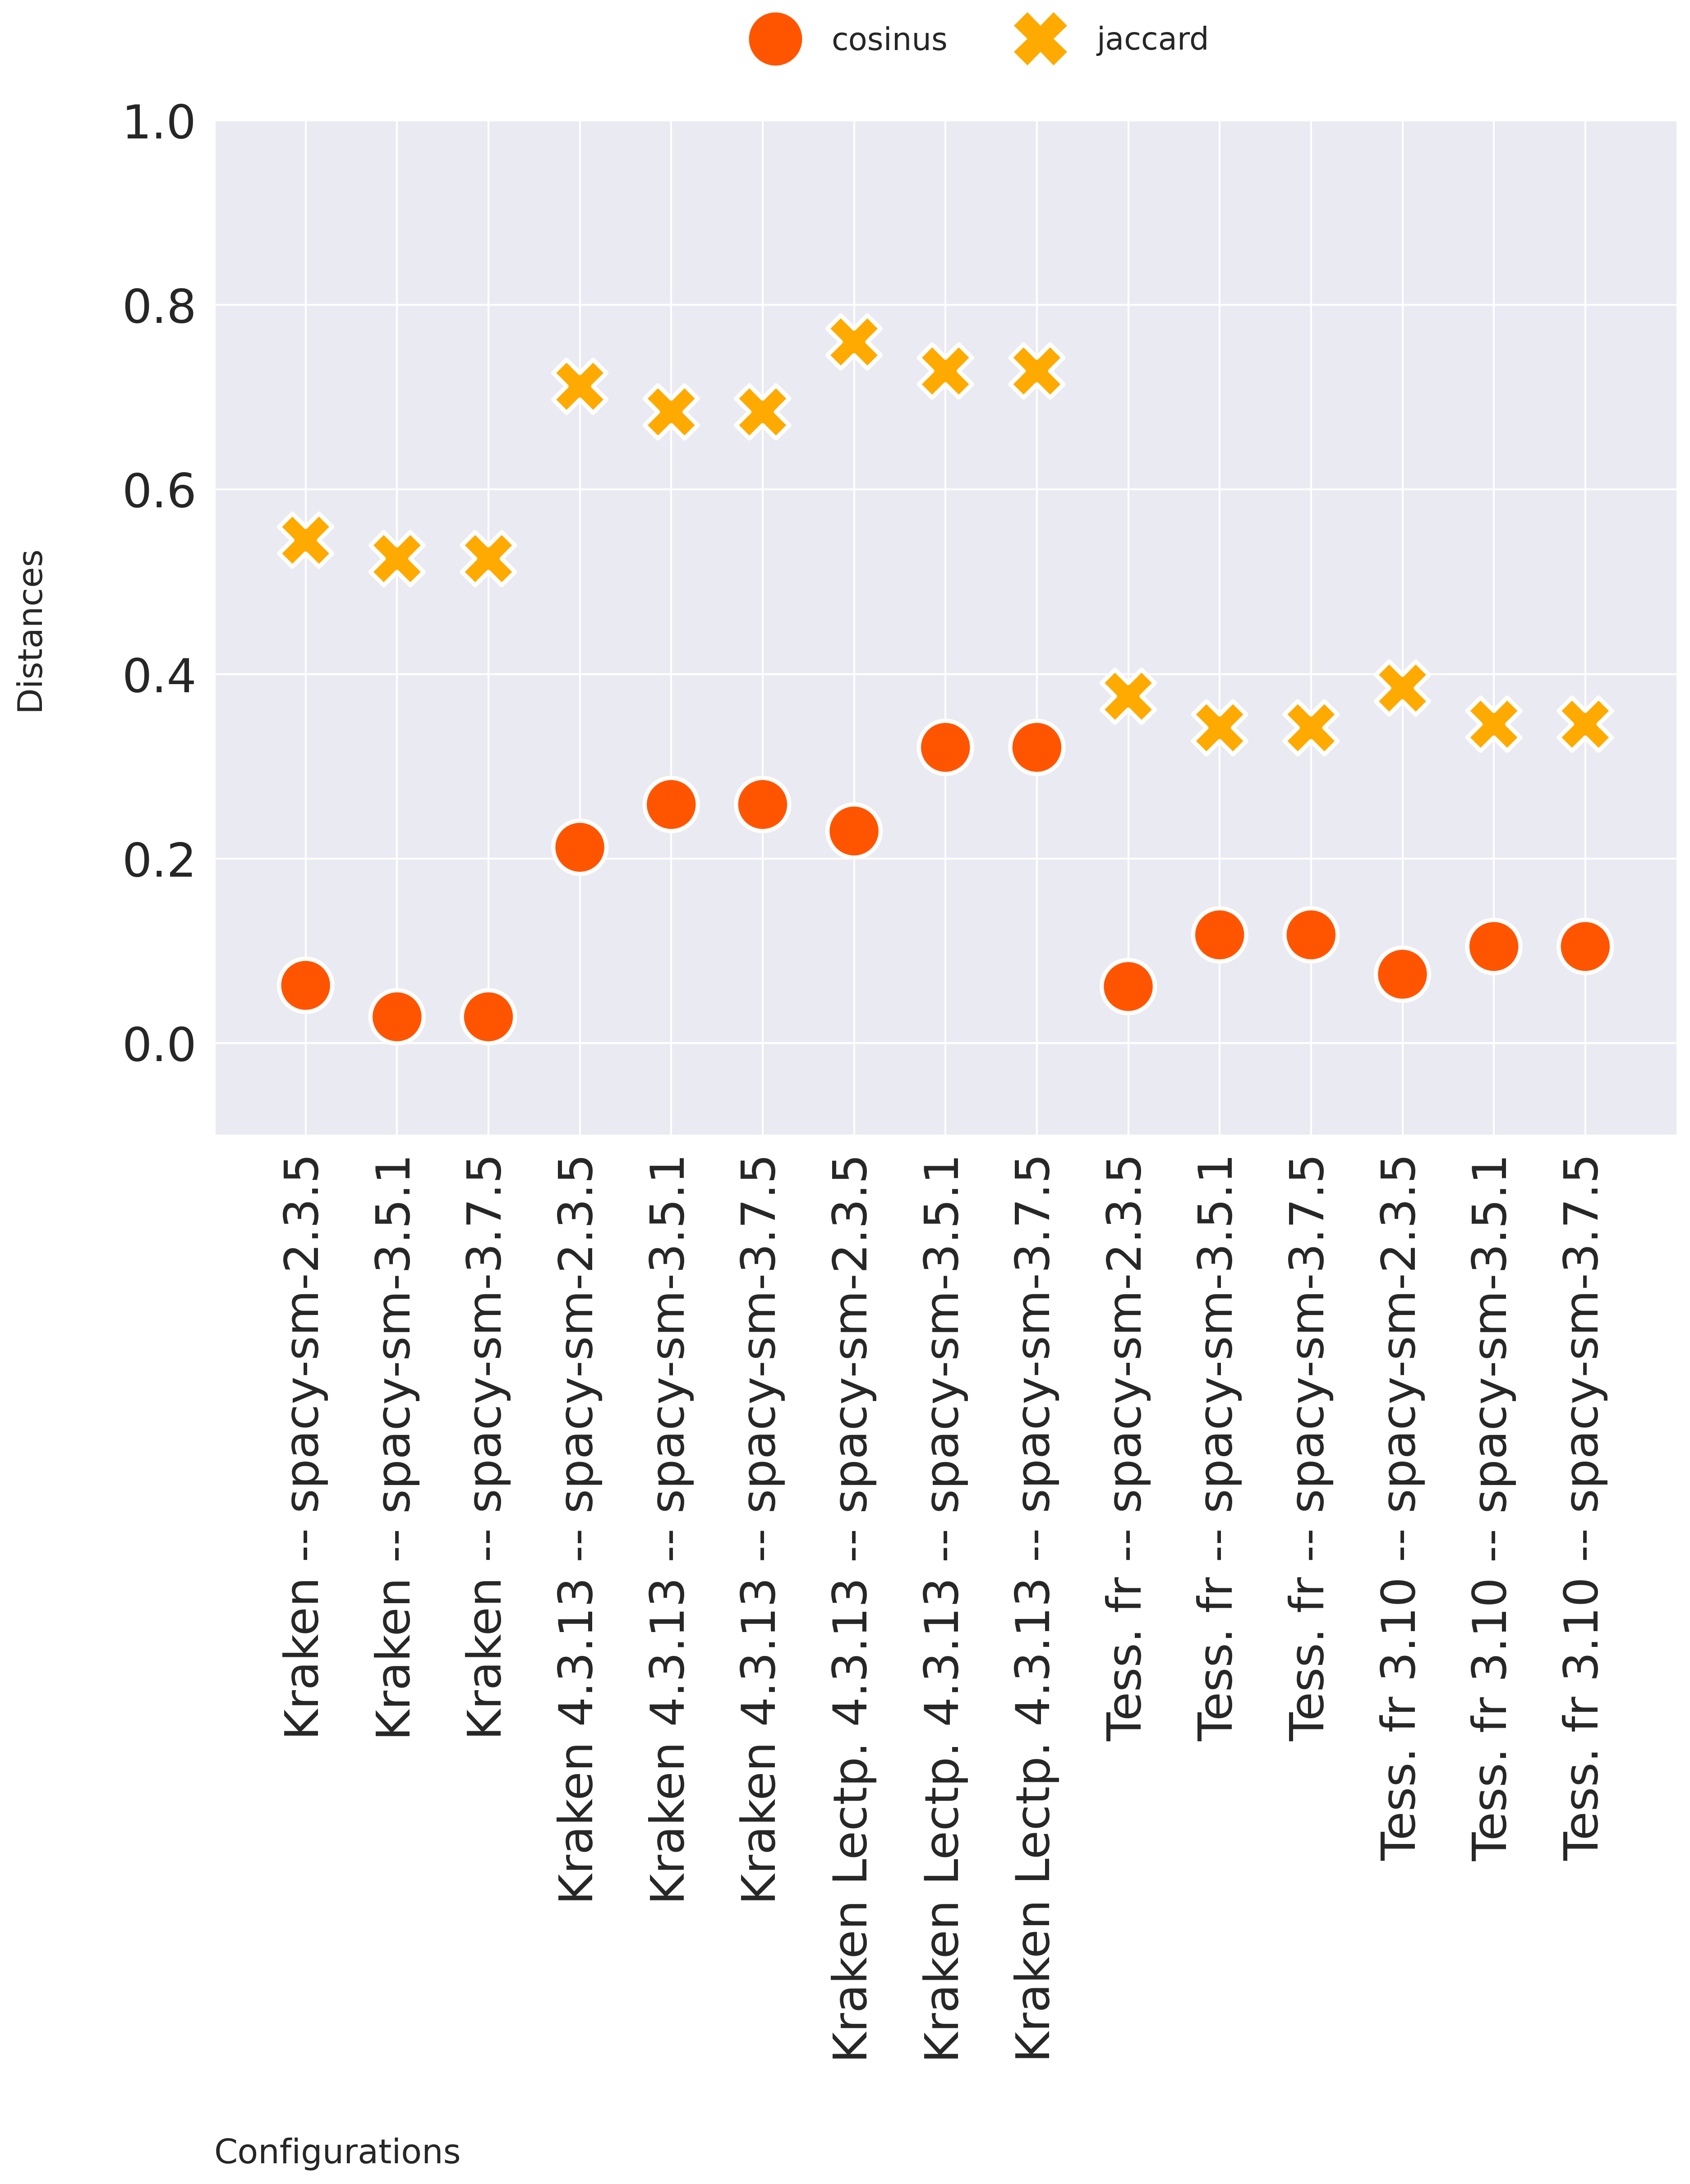 cosinus jaccard
1.0
0.8
0.6
0.4
0.2
0.0
Distances
Kraken -- spacy-sm-2.3.5
Kraken -- spacy-sm-3.5.1
Kraken -- spacy-sm-3.7.5
Kraken 4.3.13 -- spacy-sm-2.3.5
Kraken 4.3.13 -- spacy-sm-3.5.1
Kraken 4.3.13 -- spacy-sm-3.7.5
Kraken Lectp. 4.3.13 -- spacy-sm-2.3.5
Kraken Lectp. 4.3.13 -- spacy-sm-3.5.1
Kraken Lectp. 4.3.13 -- spacy-sm-3.7.5
Tess. fr -- spacy-sm-2.3.5
Tess. fr -- spacy-sm-3.5.1
Tess. fr -- spacy-sm-3.7.5
Tess. fr 3.10 -- spacy-sm-2.3.5
Tess. fr 3.10 -- spacy-sm-3.5.1
Tess. fr 3.10 -- spacy-sm-3.7.5
Configurations